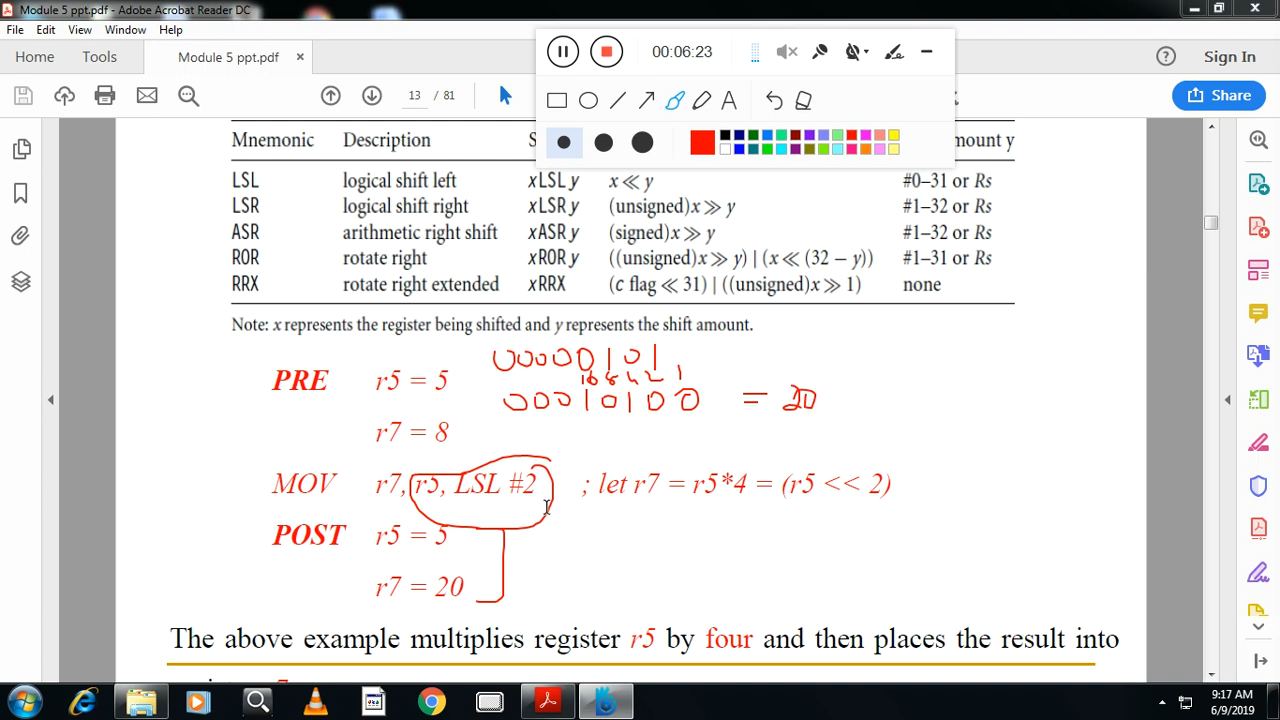 Module 5 ppt.pdf - Adobe Acrobat Reader DC
File Edit View Window Help
Home Tools Module 5 ppt.pdf × Sign In
00:06:23
13 / 81
Share
A
Mnemonic Description S ount y
LSL logical shift left xLSL y x ≪ y #0–31 or Rs
LSR logical shift right xLSR y (unsigned)x ≫ y #1–32 or Rs
ASR arithmetic right shift xASR y (signed)x ≫ y #1–32 or Rs
ROR rotate right xROR y ((unsigned)x ≫ y) | (x ≪ (32 − y)) #1–31 or Rs
RRX rotate right extended xRRX (c flag ≪ 31) | ((unsigned)x ≫ 1) none
Note: x represents the register being shifted and y represents the shift amount.
00000101
PRE r5 = 5
16 8 4 2 1
00010100 = 20
r7 = 8
MOV r7, r5, LSL #2 ; let r7 = r5*4 = (r5 << 2)
POST r5 = 5
r7 = 20
The above example multiplies register r5 by four and then places the result into
9:17 AM
6/9/2019